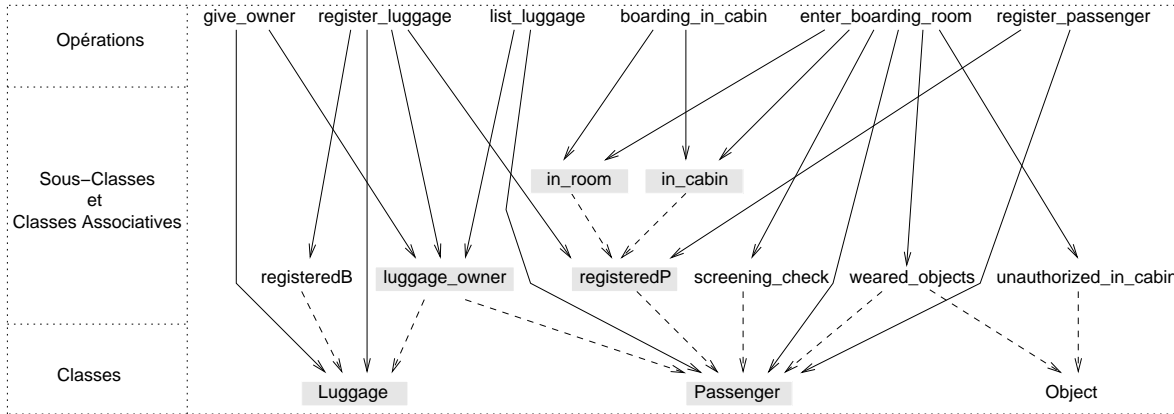 give_owner register_luggage list_luggage boarding_in_cabin enter_boarding_room register_passenger
Opérations
Sous−Classes
et
Classes Associatives
in_room in_cabin
registeredB luggage_owner registeredP screening_check weared_objects unauthorized_in_cabin
Classes
Luggage Passenger Object